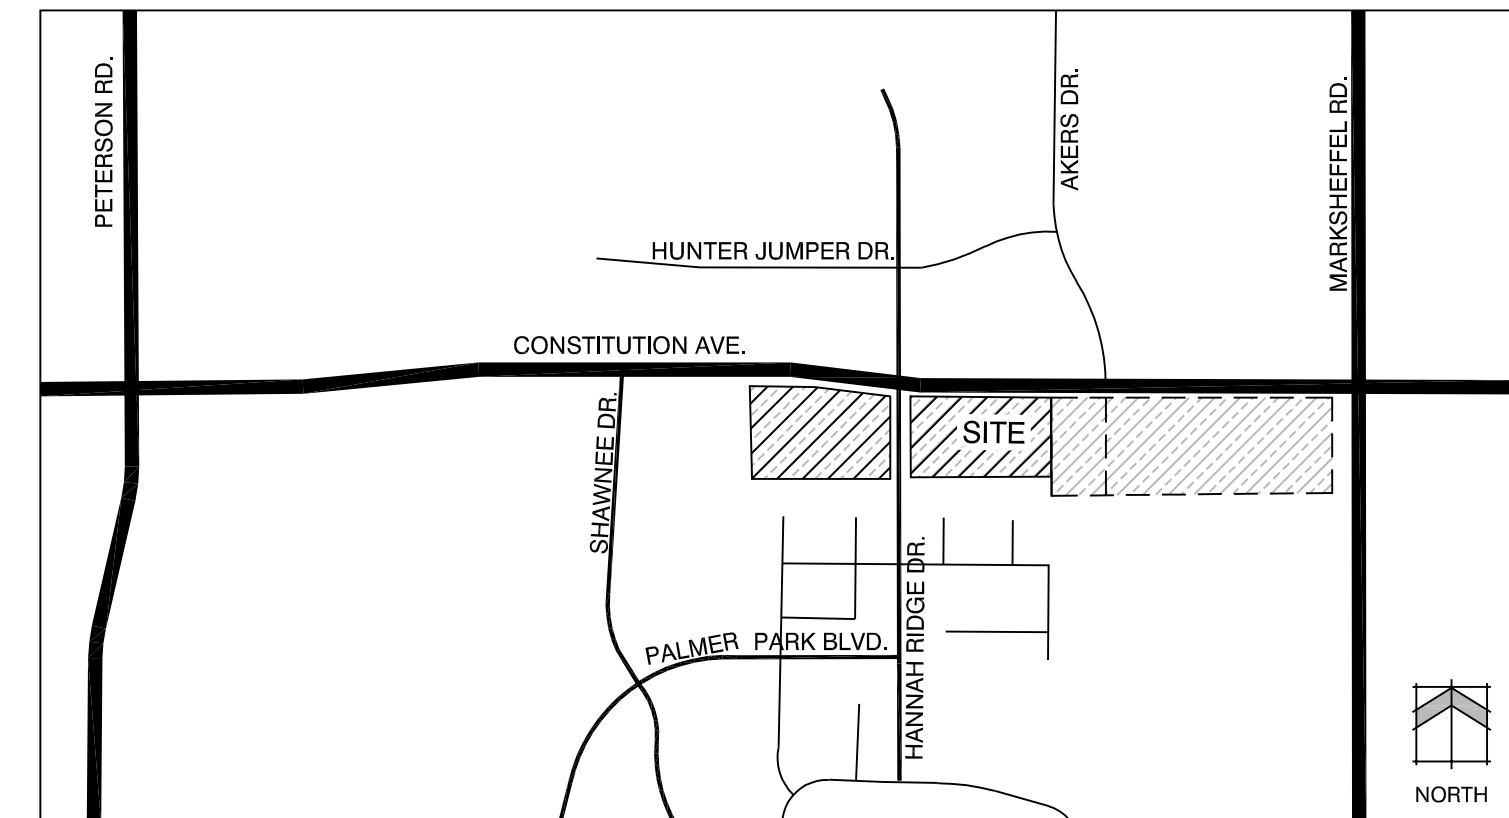 PETERSON RD.
AKERS DR.
MARKSHEFFEL RD.
HUNTER JUMPER DR.
CONSTITUTION AVE.
SHAWNEE DR.
SITE
HANNAH RIDGE DR.
PALMER PARK BLVD.
NORTH